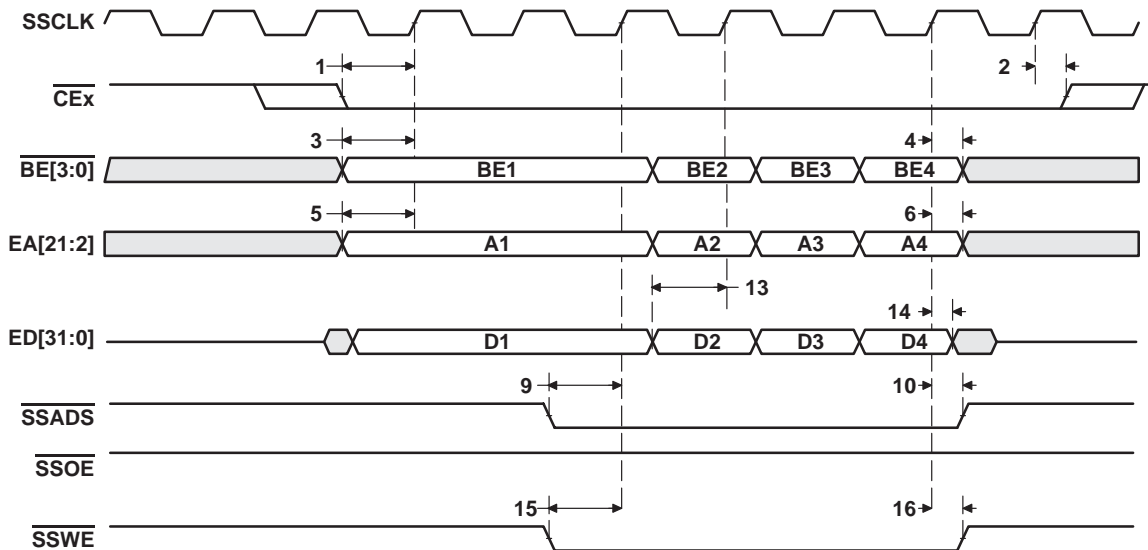 SSCLK
1 2
CEx
3 4
BE[3:0] BE1 BE2 BE3 BE4
5 6
EA[21:2] A1 A2 A3 A4
13
14
ED[31:0] D1 D2 D3 D4
9 10
SSADS
SSOE
15 16
SSWE